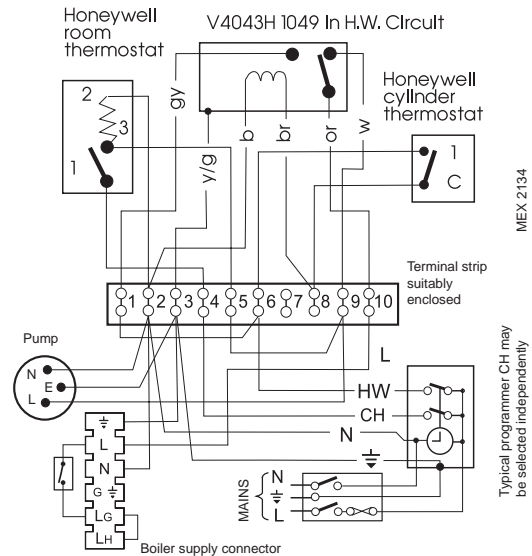 Honeywell
room
thermostat
V4043H 1049 In H.W. Circuit
Honeywell
cylinder
thermostat
2
3
1
gy
y/g
b
br
or
w
1
C
MEX 2134
1 2 3 4 5 6 7 8 9 10
Terminal strip
suitably
enclosed
Pump
N
E
L
L
HW
CH
N
L
N
G
LG
LH
MAINS
N
L
Boiler supply connector
Typical programmer CH may
be selected independently